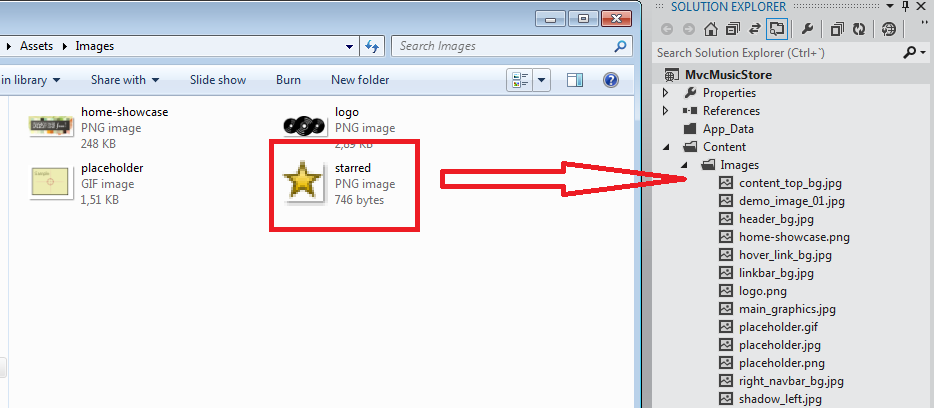 Assets
Images
Search Images
in library
Share with
Slide show
Burn
New folder
home-showcase
PNG image
248 KB
logo
PNG image
2,89 KB
placeholder
GIF image
1,51 KB
starred
PNG image
746 bytes
SOLUTION EXPLORER
Search Solution Explorer (Ctrl+¨)
MvcMusicStore
Properties
References
App_Data
Content
Images
content_top_bg.jpg
demo_image_01.jpg
header_bg.jpg
home-showcase.png
hover_link_bg.jpg
linkbar_bg.jpg
logo.png
main_graphics.jpg
placeholder.gif
placeholder.jpg
placeholder.png
right_navbar_bg.jpg
shadow_left.jpg